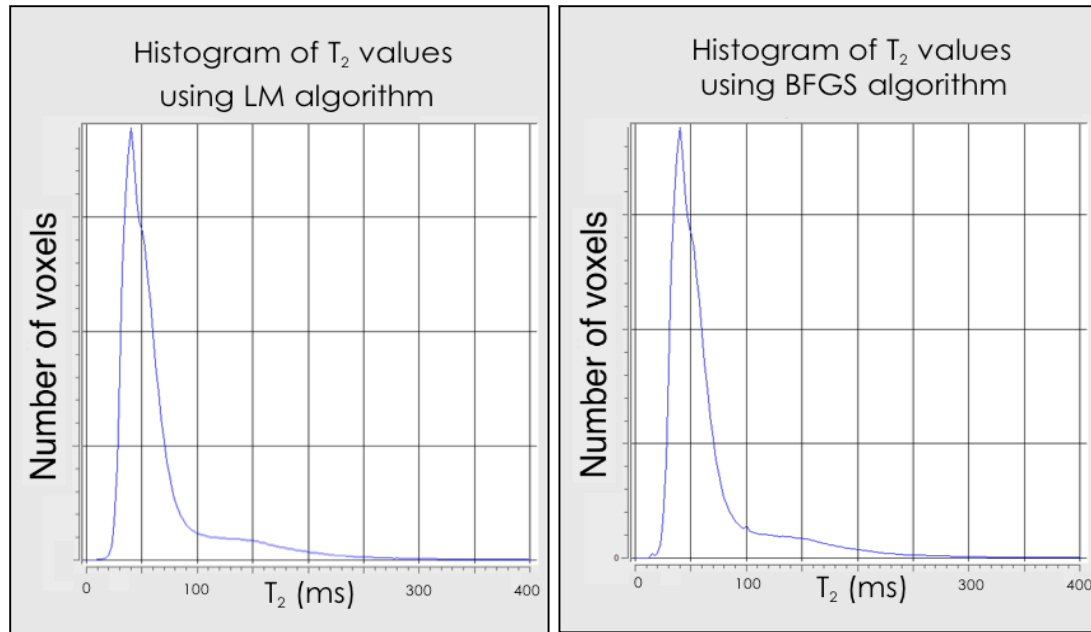 Histogram of T₂ values
using LM algorithm
Number of voxels
0 100 300 400
T₂ (ms)
Histogram of T₂ values
using BFGS algorithm
Number of voxels
0
0 100 300 400
T₂ (ms)